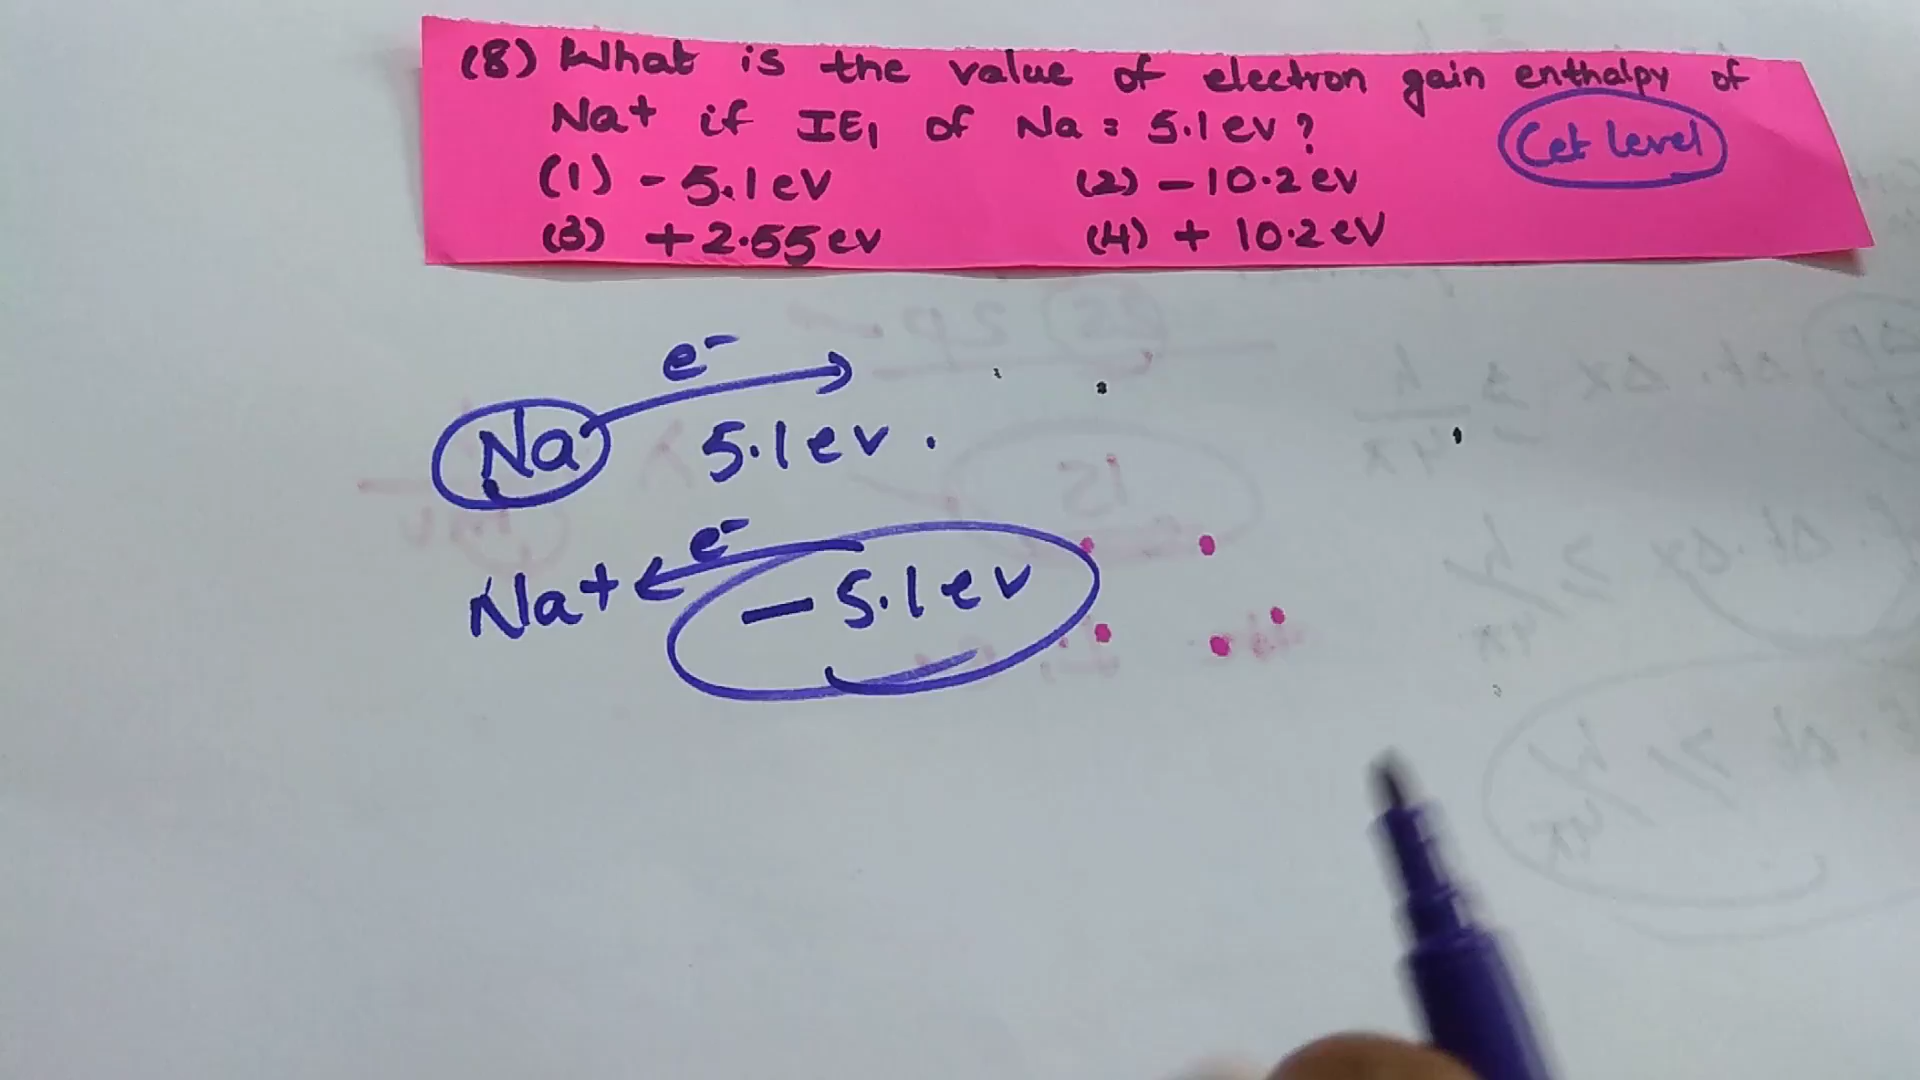 (8) What is the value of electron gain enthalpy of
Na+ if IE1 of Na = 5.1 ev?
Cet level
(1) - 5.1 eV (2) - 10.2 ev
(3) + 2.55 ev (4) + 10.2 eV
e-
Na 5.1 ev.
e-
Na+ - 5.1 ev